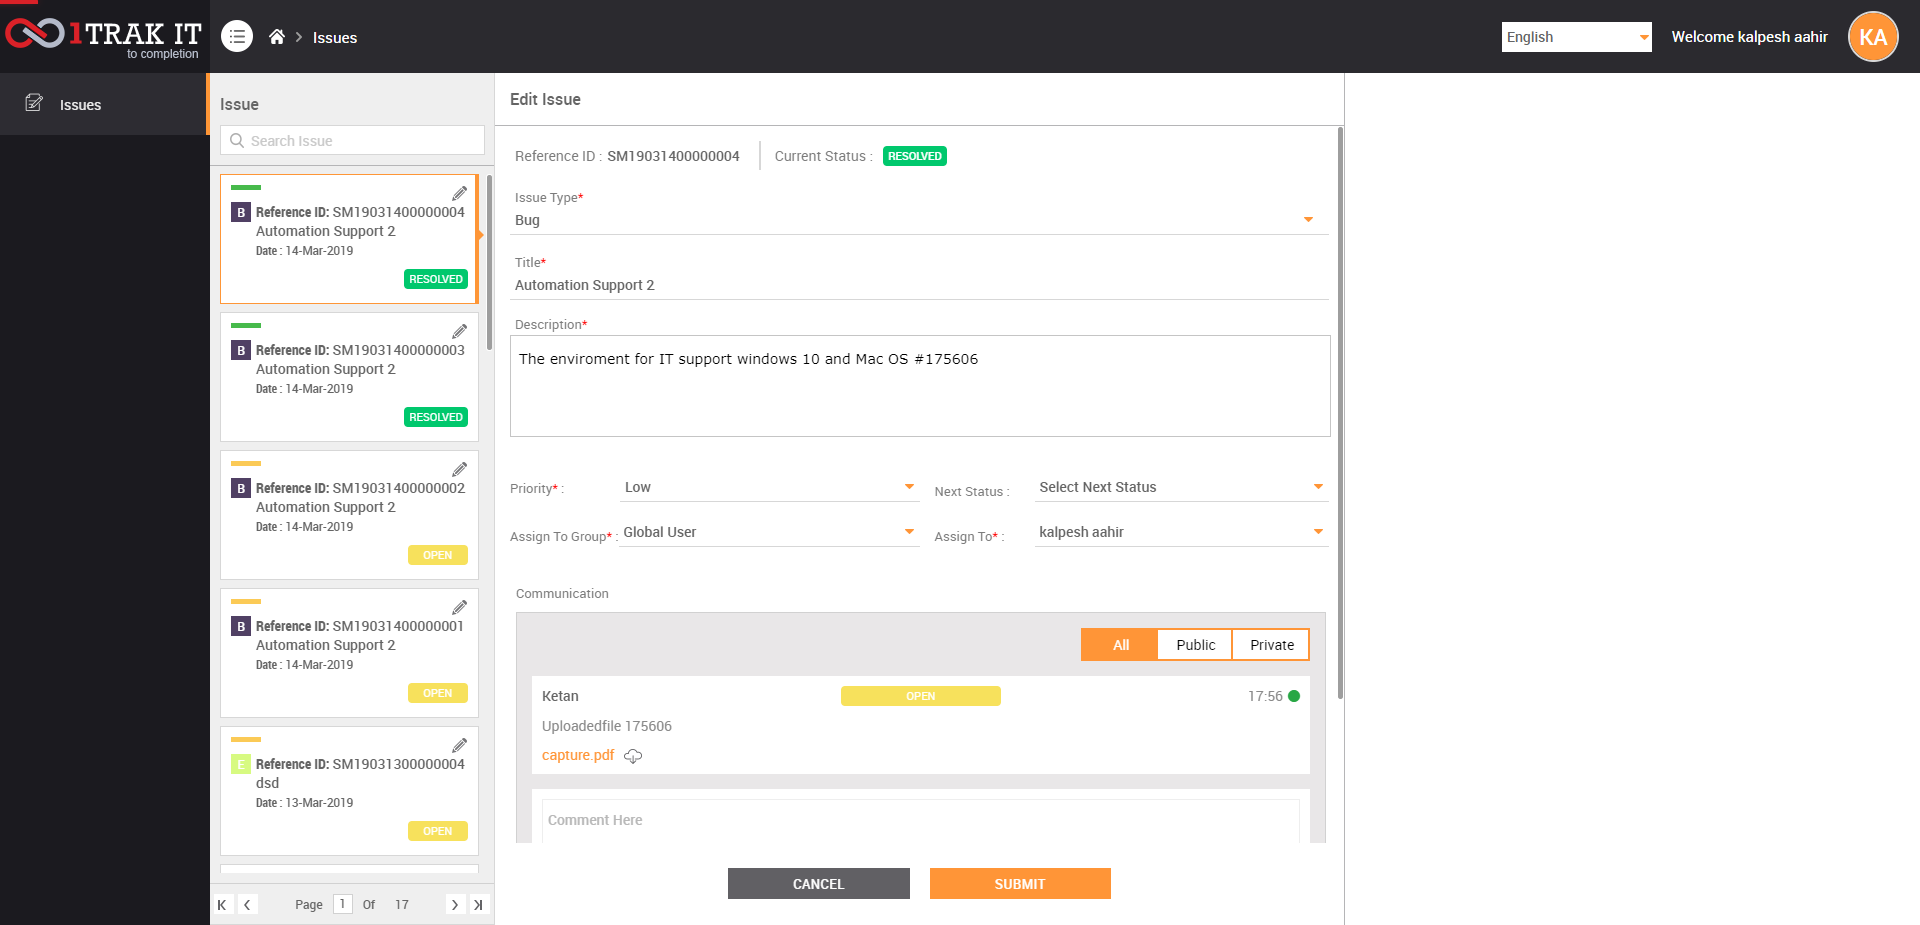 1TRAK IT
to completion
Issues
English
Welcome kalpesh aahir
KA
Issues
Issue
Search Issue
B
Reference ID: SM19031400000004
Automation Support 2
Date : 14-Mar-2019
RESOLVED
B
Reference ID: SM19031400000003
Automation Support 2
Date : 14-Mar-2019
RESOLVED
B
Reference ID: SM19031400000002
Automation Support 2
Date : 14-Mar-2019
OPEN
B
Reference ID: SM19031400000001
Automation Support 2
Date : 14-Mar-2019
OPEN
E
Reference ID: SM19031300000004
dsd
Date : 13-Mar-2019
OPEN
Page 1 Of 17
Edit Issue
Reference ID : SM19031400000004
Current Status : RESOLVED
Issue Type*
Bug
Title*
Automation Support 2
Description*
The enviroment for IT support windows 10 and Mac OS #175606
Priority* : Low
Next Status : Select Next Status
Assign To Group* : Global User
Assign To* : kalpesh aahir
Communication
All Public Private
Ketan OPEN 17:56
Uploadedfile 175606
capture.pdf
Comment Here
CANCEL SUBMIT